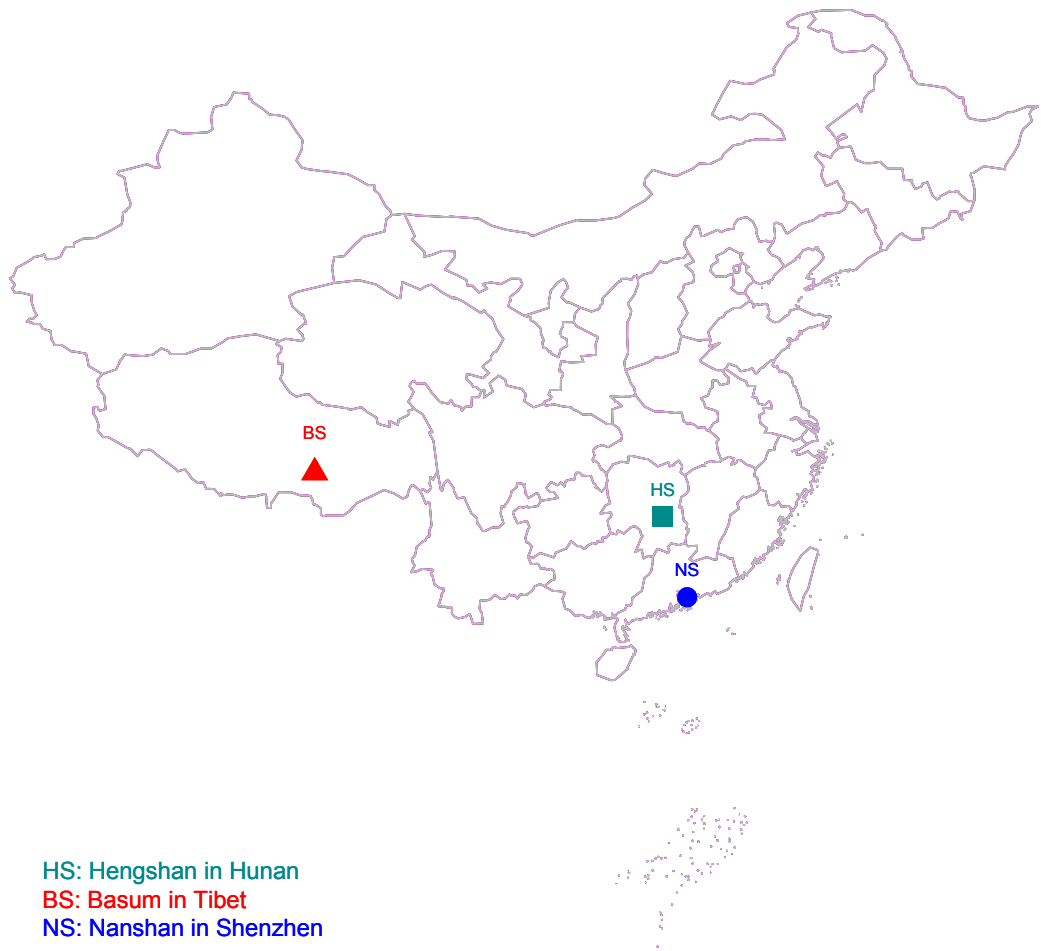 BS
HS
NS
HS: Hengshan in Hunan
BS: Basum in Tibet
NS: Nanshan in Shenzhen